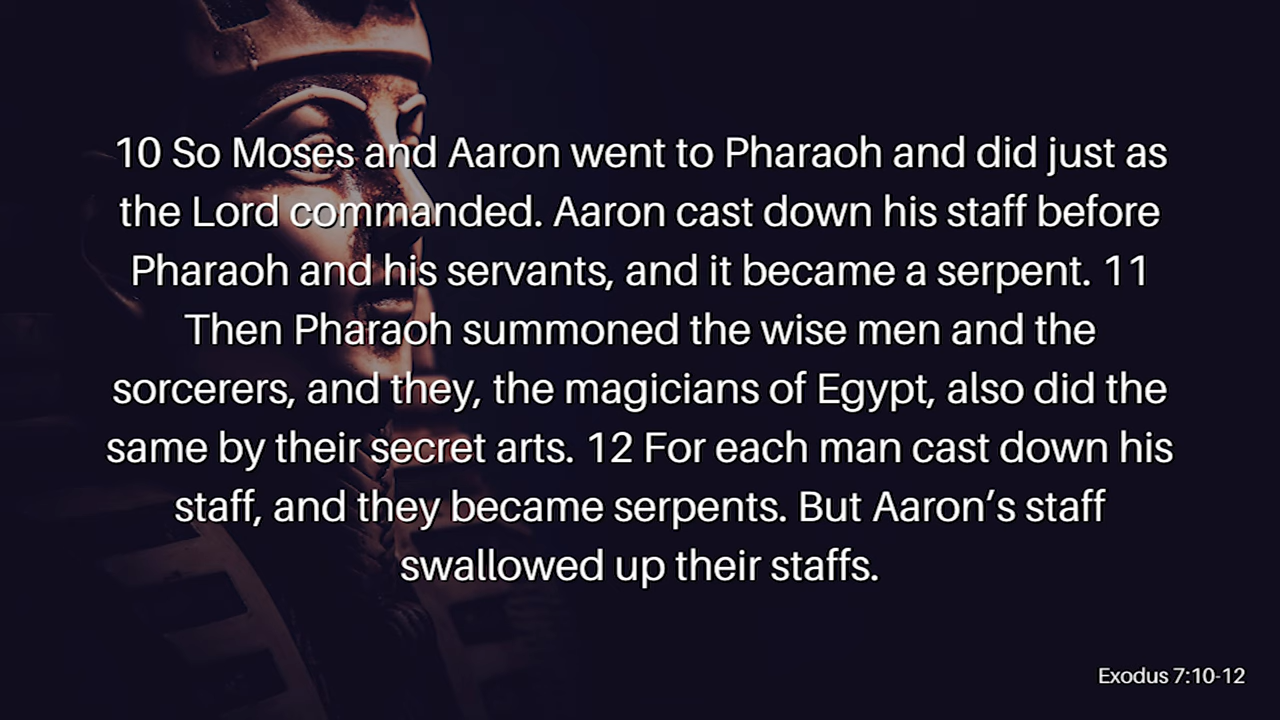 10 So Moses and Aaron went to Pharaoh and did just as
the Lord commanded. Aaron cast down his staff before
Pharaoh and his servants, and it became a serpent. 11
Then Pharaoh summoned the wise men and the
sorcerers, and they, the magicians of Egypt, also did the
same by their secret arts. 12 For each man cast down his
staff, and they became serpents. But Aaron’s staff
swallowed up their staffs.
Exodus 7:10-12